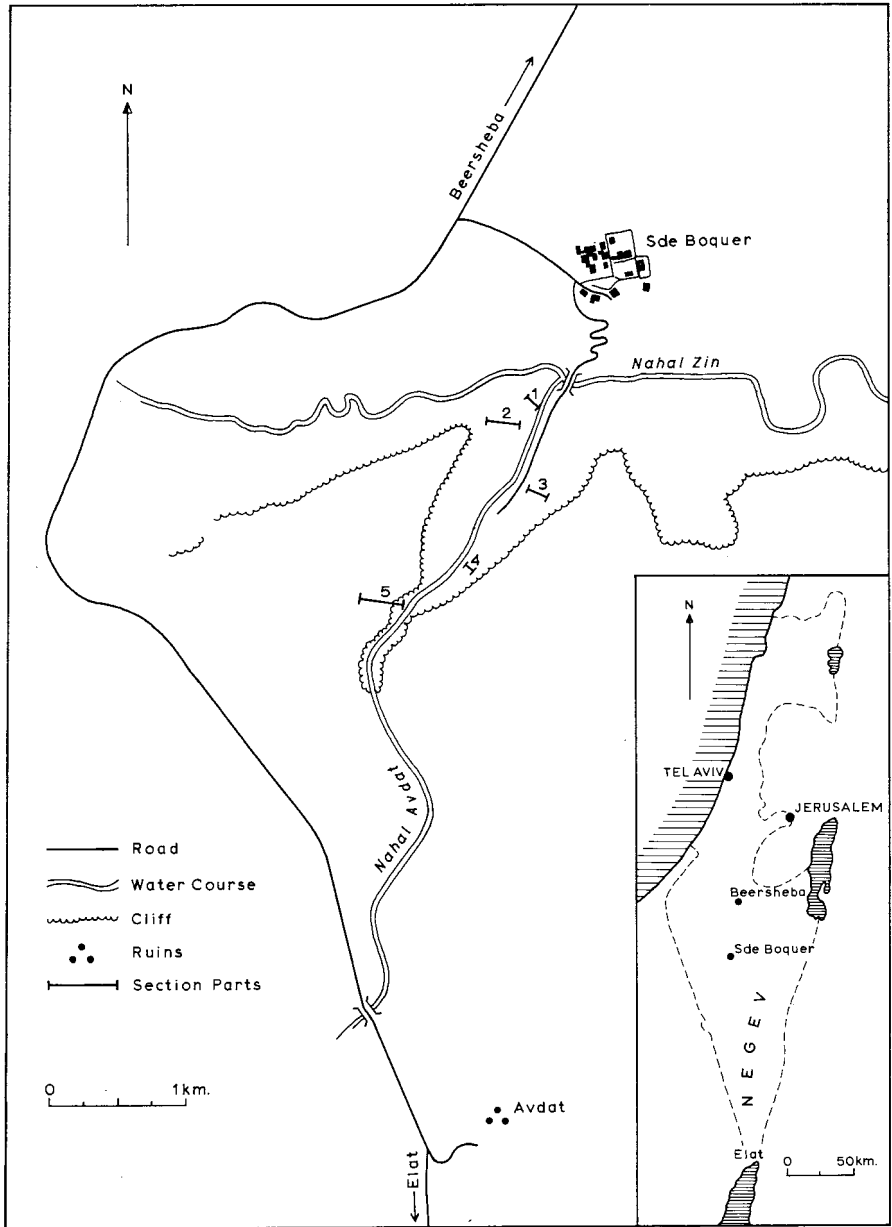 N
Beersheba
Sde Boquer
Nahal Zin
1
2
3
4
5
Nahal Avdat
Road
Water Course
Cliff
Ruins
Section Parts
0 1km.
Avdat
Elat
N
TEL AVIV
JERUSALEM
Beersheba
Sde Boquer
NEGEV
Elat
0 50km.